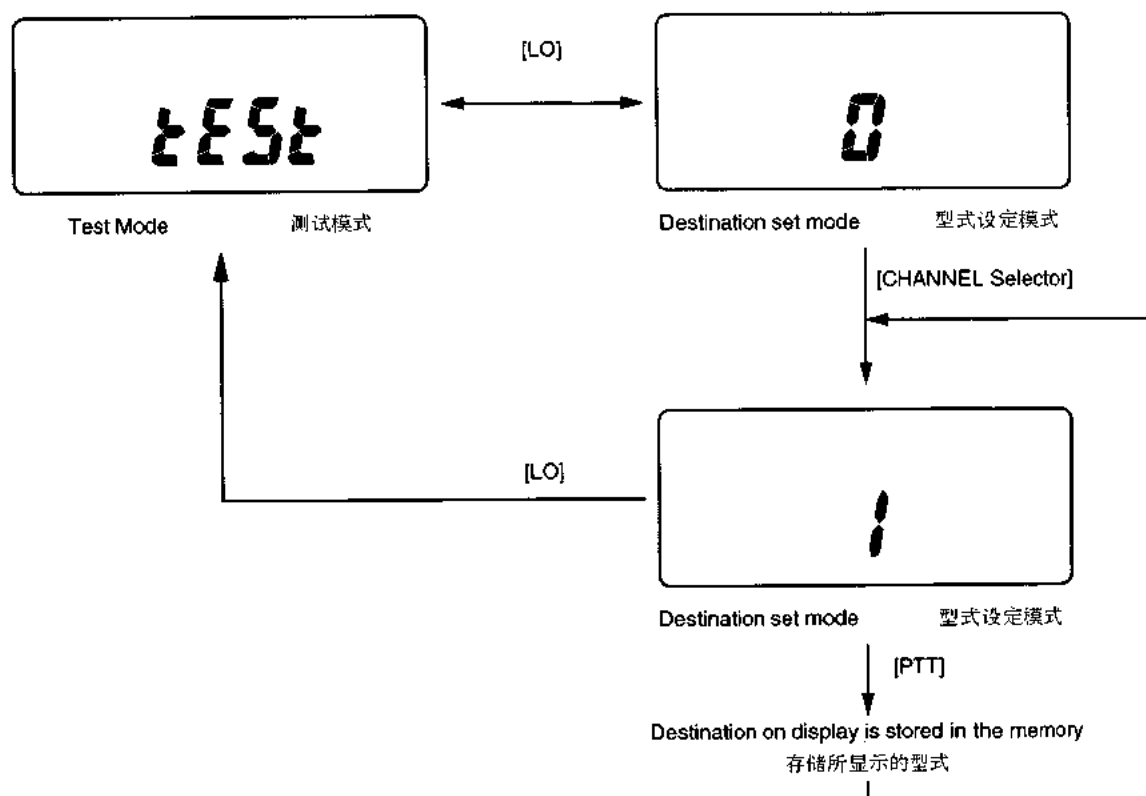 [LO]
tESt
0
Test Mode 测试模式
Destination set mode 型式设定模式
[CHANNEL Selector]
[LO]
1
Destination set mode 型式设定模式
[PTT]
Destination on display is stored in the memory
存储所显示的型式